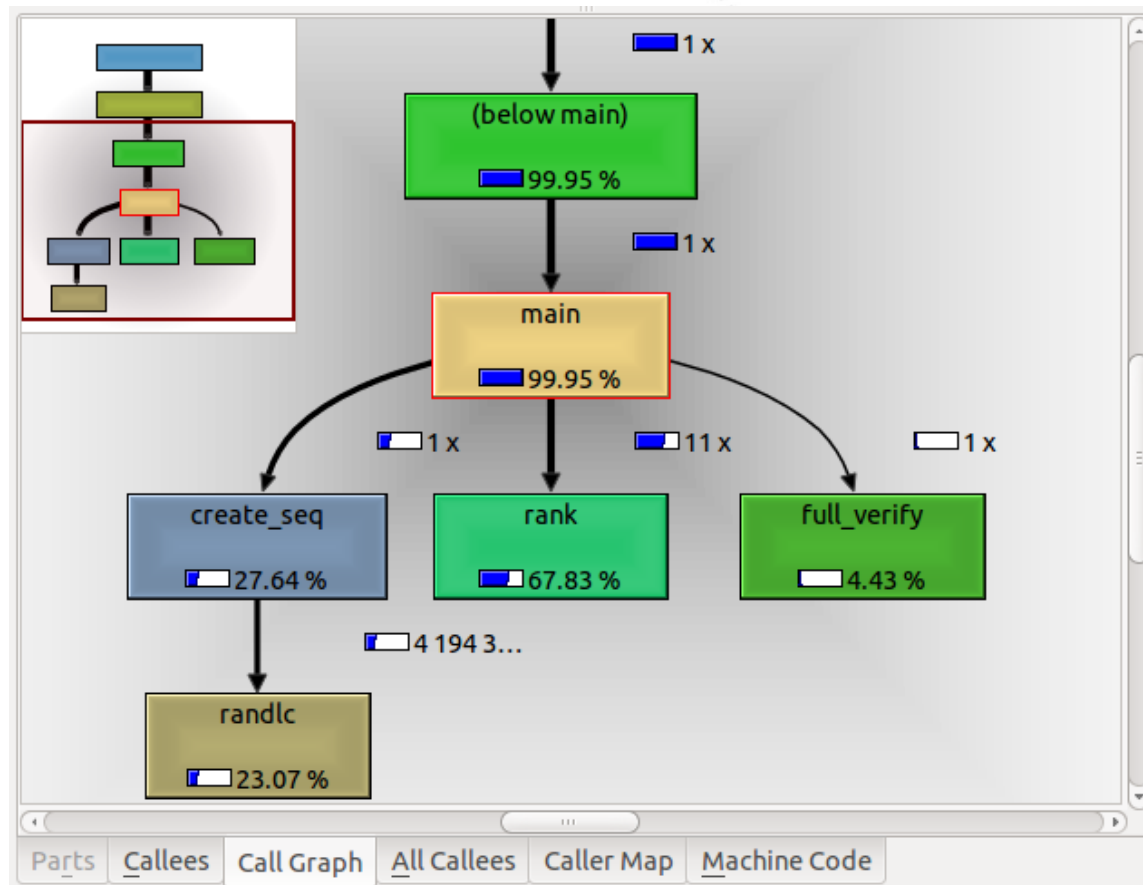 1 x
(below main)
99.95 %
1 x
main
99.95 %
1 x
11 x
1 x
create_seq
27.64 %
rank
67.83 %
full_verify
4.43 %
4 194 3...
randlc
23.07 %
Parts
Callees
Call Graph
All Callees
Caller Map
Machine Code